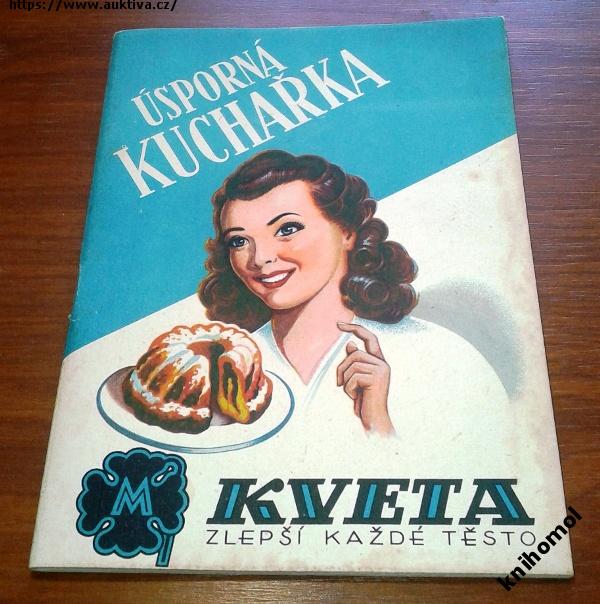 https://www.auktiva.cz/
ÚSPORNÁ
KUCHAŘKA
M
KVETA
ZLEPŠÍ KAŽDÉ TĚSTO
knihomol